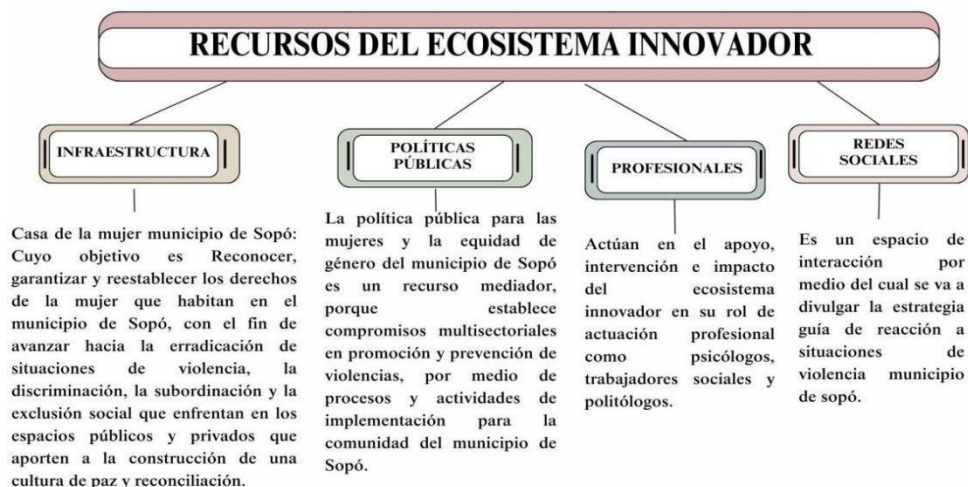 RECURSOS DEL ECOSISTEMA INNOVADOR
INFRAESTRUCTURA
Casa de la mujer municipio de Sopó:
Cuyo objetivo es Reconocer,
garantizar y reestablecer los derechos
de la mujer que habitan en el
municipio de Sopó, con el fin de
avanzar hacia la erradicación de
situaciones de violencia, la
discriminación, la subordinación y la
exclusión social que enfrentan en los
espacios públicos y privados que
aporten a la construcción de una
cultura de paz y reconciliación.
POLÍTICAS
PÚBLICAS
La política pública para las
mujeres y la equidad de
género del municipio de Sopó
es un recurso mediador,
porque establece
compromisos multisectoriales
en promoción y prevención de
violencias, por medio de
procesos y actividades de
implementación para la
comunidad del municipio de
Sopó.
PROFESIONALES
Actúan en el apoyo,
intervención e impacto
del ecosistema
innovador en su rol de
actuación profesional
como psicólogos,
trabajadores sociales y
politólogos.
REDES
SOCIALES
Es un espacio de
interacción por
medio del cual se va a
divulgar la estrategia
guía de reacción a
situaciones de
violencia municipio
de sopó.